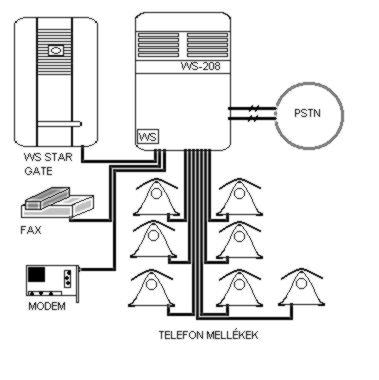 WS-208
PSTN
WS
WS STAR
GATE
FAX
MODEM
TELEFON MELLÉKEK